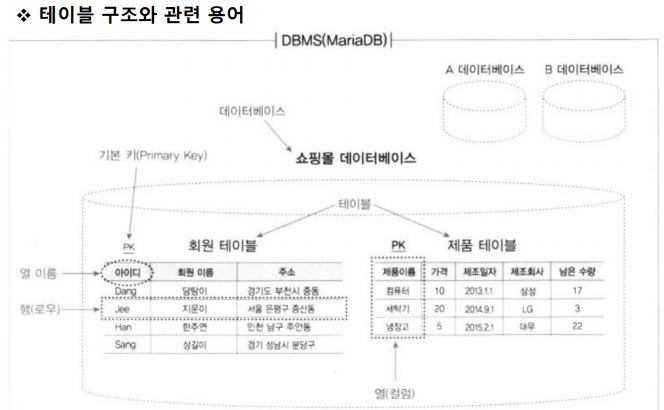 ❖ 테이블 구조와 관련 용어
DBMS(MariaDB)
A 데이터베이스 B 데이터베이스
데이터베이스
기본 키(Primary Key)
쇼핑몰 데이터베이스
테이블
PK 회원 테이블 PK 제품 테이블
열 이름
아이디 회원 이름 주소
Dang 당탕이 경기도 부천시 중동
행(로우)
Jee 지운이 서울 은평구 증산동
Han 한주연 인천 남구 주안동
Sang 상길이 경기 성남시 분당구
제품이름 가격 제조일자 제조회사 남은 수량
컴퓨터 10 2013.1.1 삼성 17
세탁기 20 2014.9.1 LG 3
냉장고 5 2015.2.1 대우 22
열(컬럼)